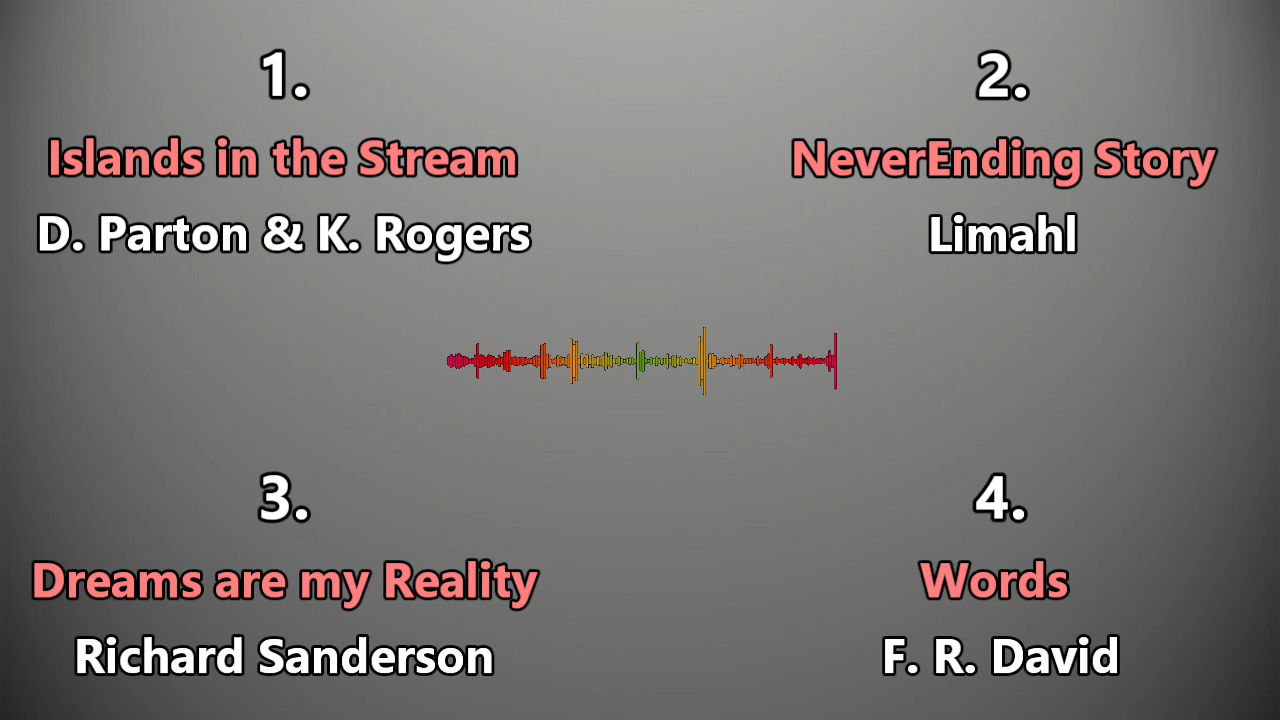 1.
Islands in the Stream
D. Parton & K. Rogers
2.
NeverEnding Story
Limahl
3.
Dreams are my Reality
Richard Sanderson
4.
Words
F. R. David